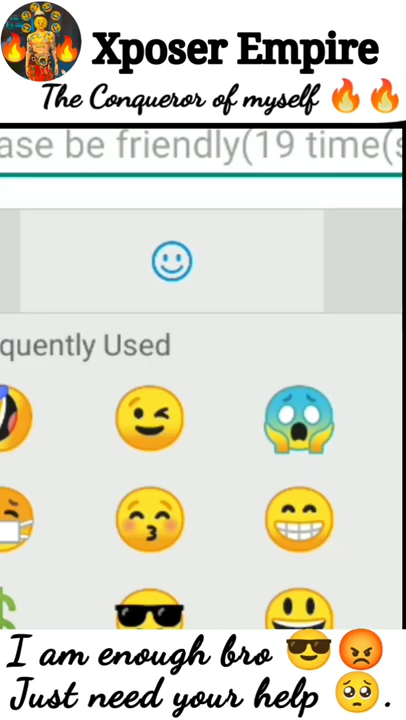 Xposer Empire
The Conqueror of myself 🔥🔥
ase be friendly(19 time(s
quently Used
I am enough bro 😎😡
Just need your help 🥺.